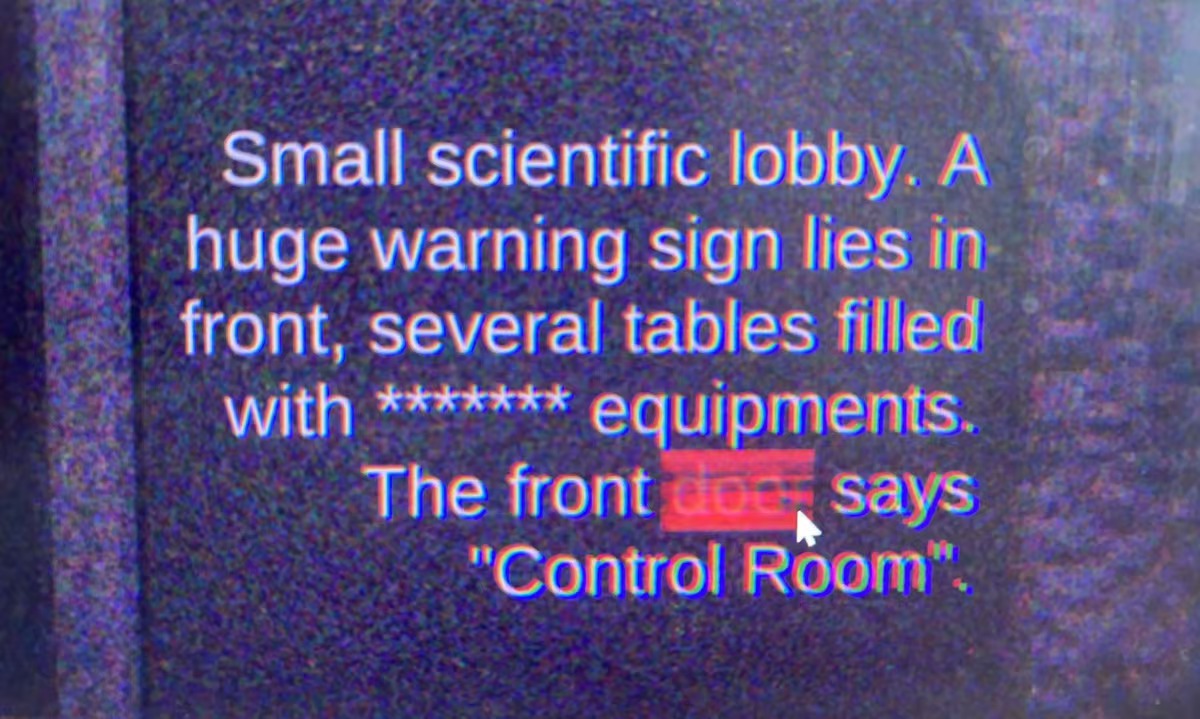 Small scientific lobby. A
huge warning sign lies in
front, several tables filled
with ******* equipments.
The front door says
"Control Room".